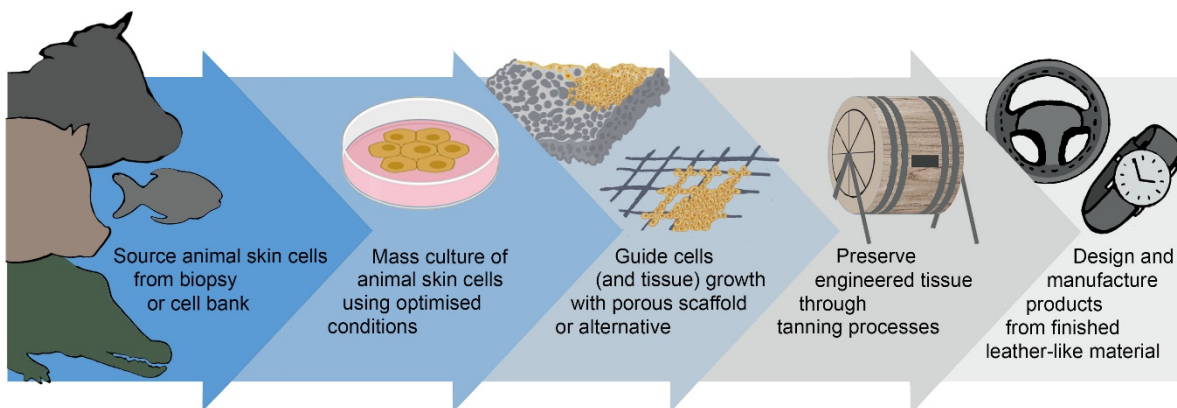 Source animal skin cells
from biopsy
or cell bank
Mass culture of
animal skin cells
using optimised
conditions
Guide cells
(and tissue) growth
with porous scaffold
or alternative
Preserve
engineered tissue
through
tanning processes
Design and
manufacture
products
from finished
leather-like material